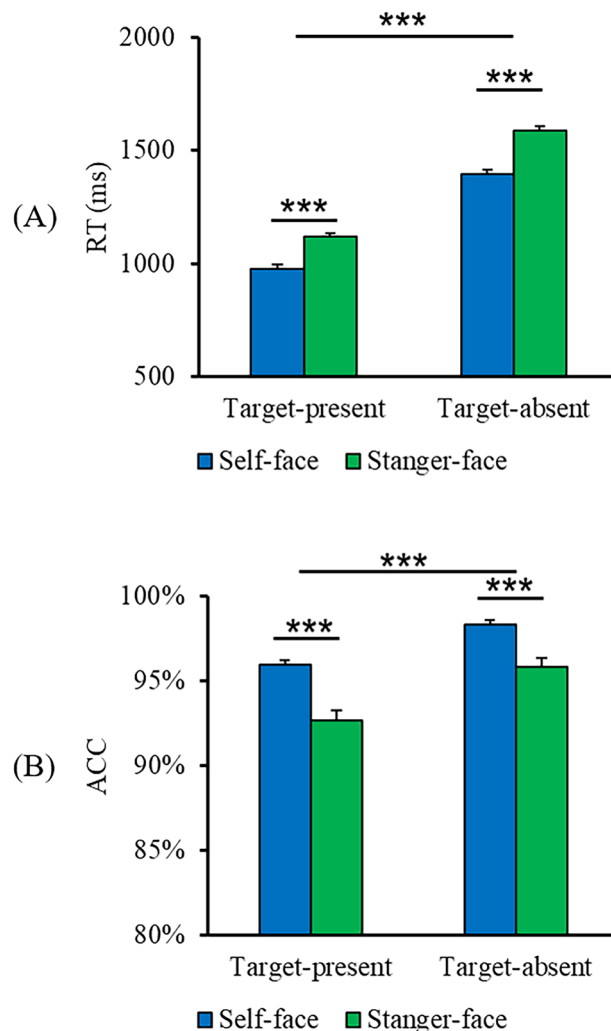 2000
***
***
1500
(A)
RT (ms)
***
1000
500
Target-present Target-absent
Self-face Stanger-face
***
100%
***
***
95%
(B)
ACC
90%
85%
80%
Target-present Target-absent
Self-face Stanger-face